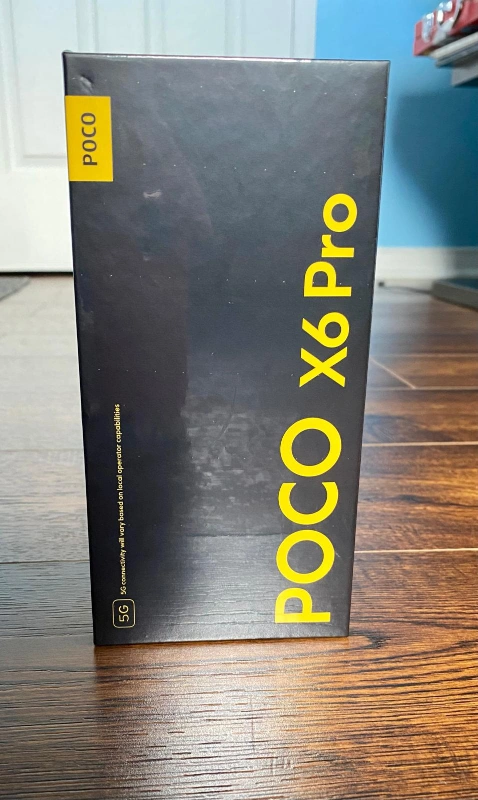 POCO
POCO X6 Pro
5G
5G connectivity will vary based on local operator capabilities